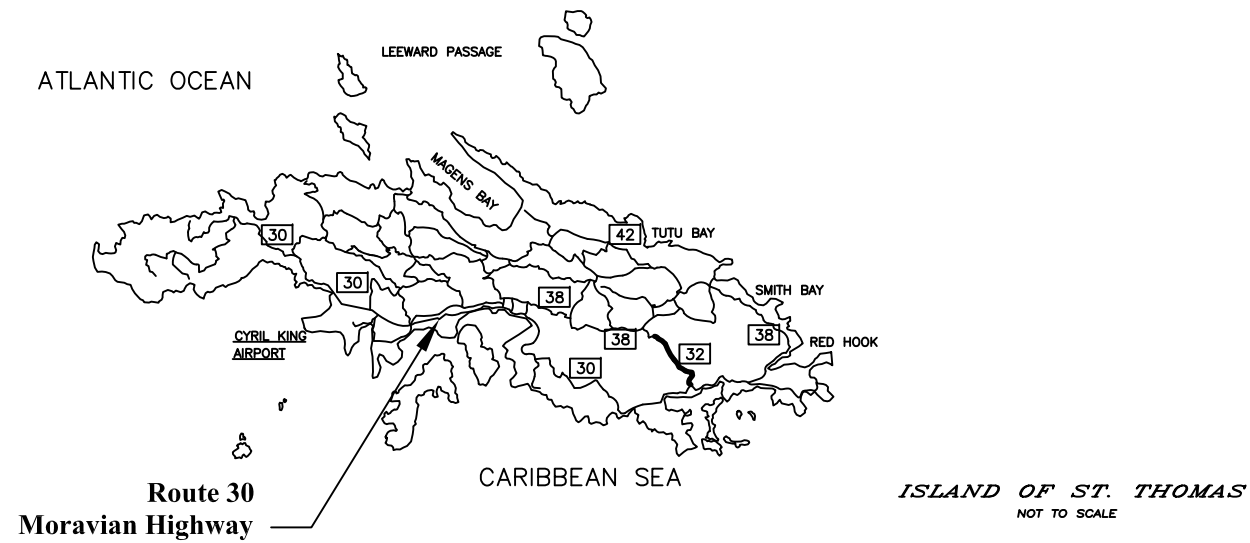 LEEWARD PASSAGE
ATLANTIC OCEAN
MAGENS BAY
30
42
TUTU BAY
30
38
SMITH BAY
CYRIL KING
AIRPORT
38
38
RED HOOK
32
30
CARIBBEAN SEA
Route 30
Moravian Highway
ISLAND OF ST. THOMAS
NOT TO SCALE